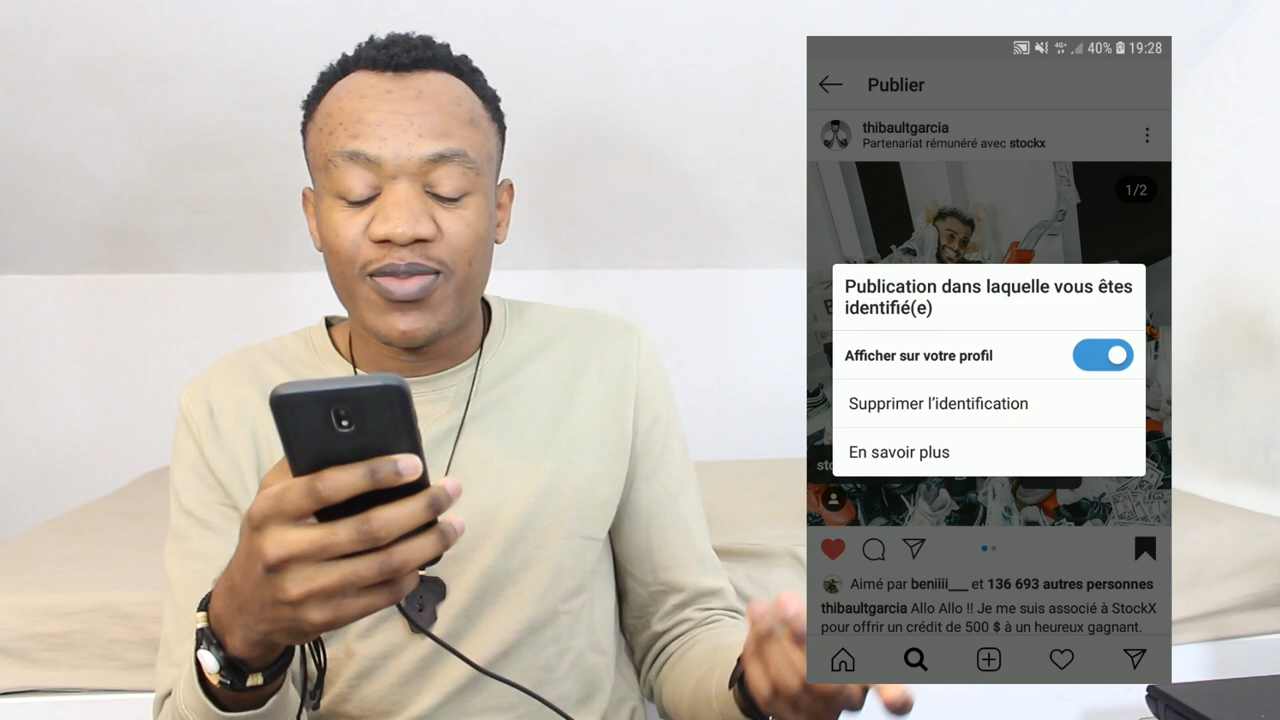 40% 19:28
Publier
thibaultgarcia
Partenariat rémunéré avec stockx
1/2
Publication dans laquelle vous êtes
identifié(e)
Afficher sur votre profil
Supprimer l'identification
En savoir plus
Aimé par beniiii___ et 136 693 autres personnes
thibaultgarcia Allo Allo !! Je me suis associé à StockX
pour offrir un crédit de 500 $ à un heureux gagnant.